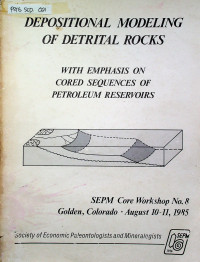 DEPOSITIONAL MODELING
OF DETRITAL ROCKS
WITH EMPHASIS ON
CORED SEQUENCES OF
PETROLEUM RESERVOIRS
SEPM Core Workshop No. 8
Golden, Colorado · August 10-11, 1985
Society of Economic Paleontologists and Mineralogists
SEPM